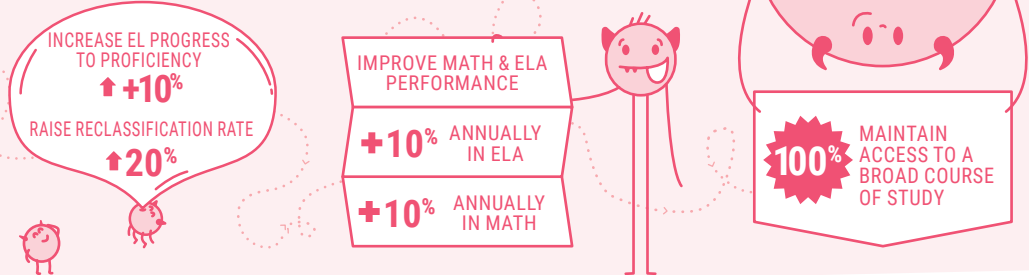 INCREASE EL PROGRESS
TO PROFICIENCY
+10%
RAISE RECLASSIFICATION RATE
20%
IMPROVE MATH & ELA
PERFORMANCE
+10% ANNUALLY
IN ELA
+10% ANNUALLY
IN MATH
100%
MAINTAIN
ACCESS TO A
BROAD COURSE
OF STUDY